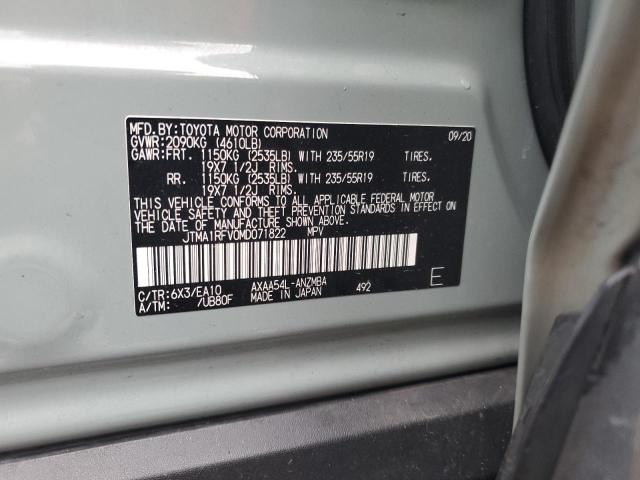 MFD.BY:TOYOTA MOTOR CORPORATION 09/20
GVWR:2090KG (4610LB)
GAWR:FRT. 1150KG (2535LB) WITH 235/55R19 TIRES.
19X7 1/2J RIMS.
RR. 1150KG (2535LB) WITH 235/55R19 TIRES.
19X7 1/2J RIMS.
THIS VEHICLE CONFORMS TO ALL APPLICABLE FEDERAL MOTOR
VEHICLE SAFETY AND THEFT PREVENTION STANDARDS IN EFFECT
ON THE DATE OF MANUFACTURE SHOWN ABOVE.
JTMA1RFV0MD071822 MPV
C/TR:6X3/EA10 AXAA54L-ANZMBA 492 E
A/TM: /UB80F MADE IN JAPAN